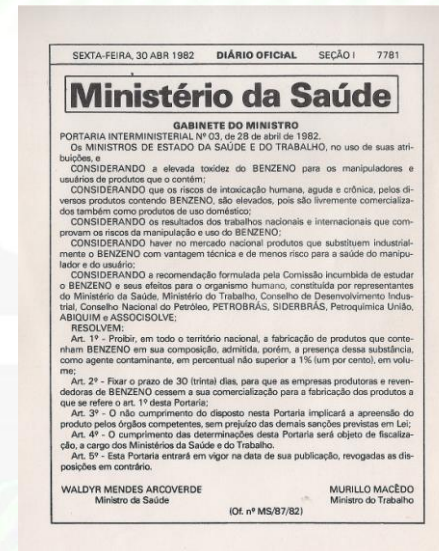 SEXTA-FEIRA, 30 ABR 1982 DIÁRIO OFICIAL SEÇÃO I 7781
Ministério da Saúde
GABINETE DO MINISTRO
PORTARIA INTERMINISTERIAL Nº 03, de 28 de abril de 1982.
Os MINISTROS DE ESTADO DA SAÚDE E DO TRABALHO, no uso de suas atri-
buições, e
CONSIDERANDO a elevada toxidez do BENZENO para os manipuladores e
usuários de produtos que o contém;
CONSIDERANDO que os riscos de intoxicação humana, aguda e crônica, pelos di-
versos produtos contendo BENZENO, são elevados, pois são livremente comercializa-
dos também como produtos de uso doméstico;
CONSIDERANDO os resultados dos trabalhos nacionais e internacionais que com-
provam os riscos da manipulação e uso do BENZENO;
CONSIDERANDO haver no mercado nacional produtos que substituem industrial-
mente o BENZENO com vantagem técnica e de menos risco para a saúde do manipu-
lador e do usuário;
CONSIDERANDO a recomendação formulada pela Comissão incumbida de estudar
o BENZENO e seus efeitos para o organismo humano, constituída por representantes
do Ministério da Saúde, Ministério do Trabalho, Conselho de Desenvolvimento Indus-
trial, Conselho Nacional do Petróleo, PETROBRÁS, SIDERBRÁS, Petroquímica União,
ABIQUIM e ASSOCISOLVE;
RESOLVEM:
Art. 1º - Proibir, em todo o território nacional, a fabricação de produtos que conte-
nham BENZENO em sua composição, admitida, porém, a presença dessa substância,
como agente contaminante, em percentual não superior a 1% (um por cento), em volu-
me;
Art. 2º - Fixar o prazo de 30 (trinta) dias, para que as empresas produtoras e reven-
dedoras de BENZENO cessem a sua comercialização para a fabricação dos produtos a
que se refere o art. 1º desta Portaria;
Art. 3º - O não cumprimento do disposto nesta Portaria implicará a apreensão do
produto pelos órgãos competentes, sem prejuízo das demais sanções previstas em Lei;
Art. 4º - O cumprimento das determinações desta Portaria será objeto de fiscaliza-
ção, a cargo dos Ministérios da Saúde e do Trabalho.
Art. 5º - Esta Portaria entrará em vigor na data de sua publicação, revogadas as dis-
posições em contrário.
WALDYR MENDES ARCOVERDE MURILLO MACÊDO
Ministro da Saúde Ministro do Trabalho
(Of. nº MS/87/82)